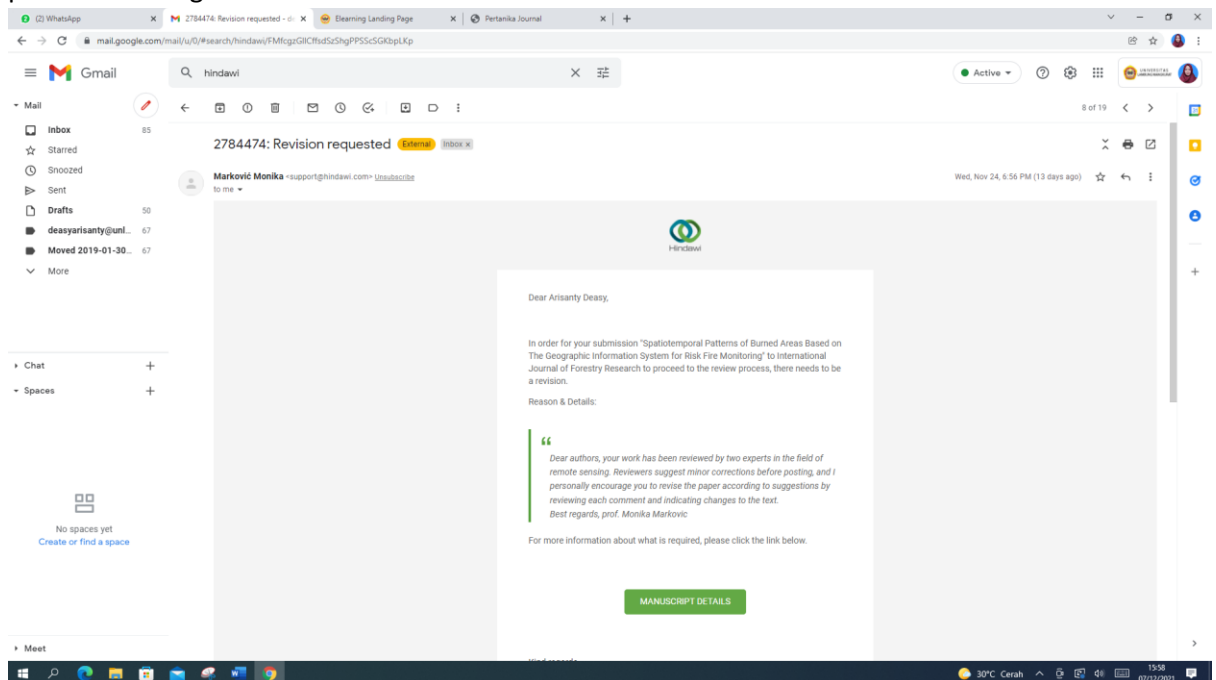 (2) WhatsApp
2784474: Revision requested - d
Elearning Landing Page
Pertanika Journal
mail.google.com/mail/u/0/#search/hindawi/FMfcgzGllCffsdSzShgPPSScSGKbpLKp
Gmail
hindawi
Active
Mail
8 of 19
Inbox 85
Starred
Snoozed
Sent
Drafts 50
deasyarisanty@unl... 67
Moved 2019-01-30... 67
More
2784474: Revision requested External Inbox x
Marković Monika <support@hindawi.com> Unsubscribe
Wed, Nov 24, 6:56 PM (13 days ago)
to me
Hindawi
Dear Arisanty Deasy,
In order for your submission "Spatiotemporal Patterns of Burned Areas Based on
The Geographic Information System for Risk Fire Monitoring" to International
Journal of Forestry Research to proceed to the review process, there needs to be
a revision.
Reason & Details:
“
Dear authors, your work has been reviewed by two experts in the field of
remote sensing. Reviewers suggest minor corrections before posting, and I
personally encourage you to revise the paper according to suggestions by
reviewing each comment and indicating changes to the text.
Best regards, prof. Monika Markovic
For more information about what is required, please click the link below.
MANUSCRIPT DETAILS
Chat
Spaces
No spaces yet
Create or find a space
Meet
30°C Cerah
15:58
07/12/2021